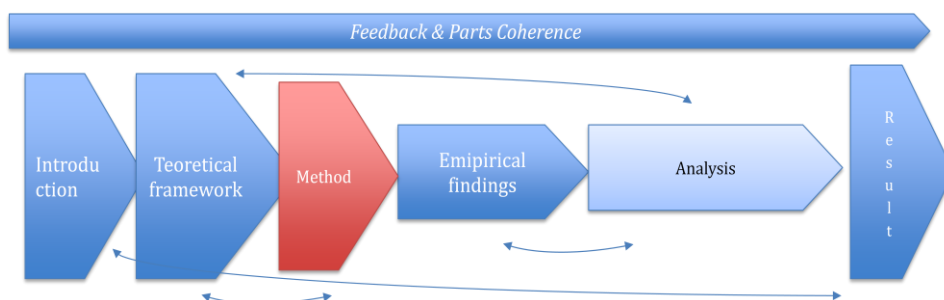 Feedback & Parts Coherence
Introdu
ction
Teoretical
framework
Method
Emipirical
findings
Analysis
R
e
s
u
l
t